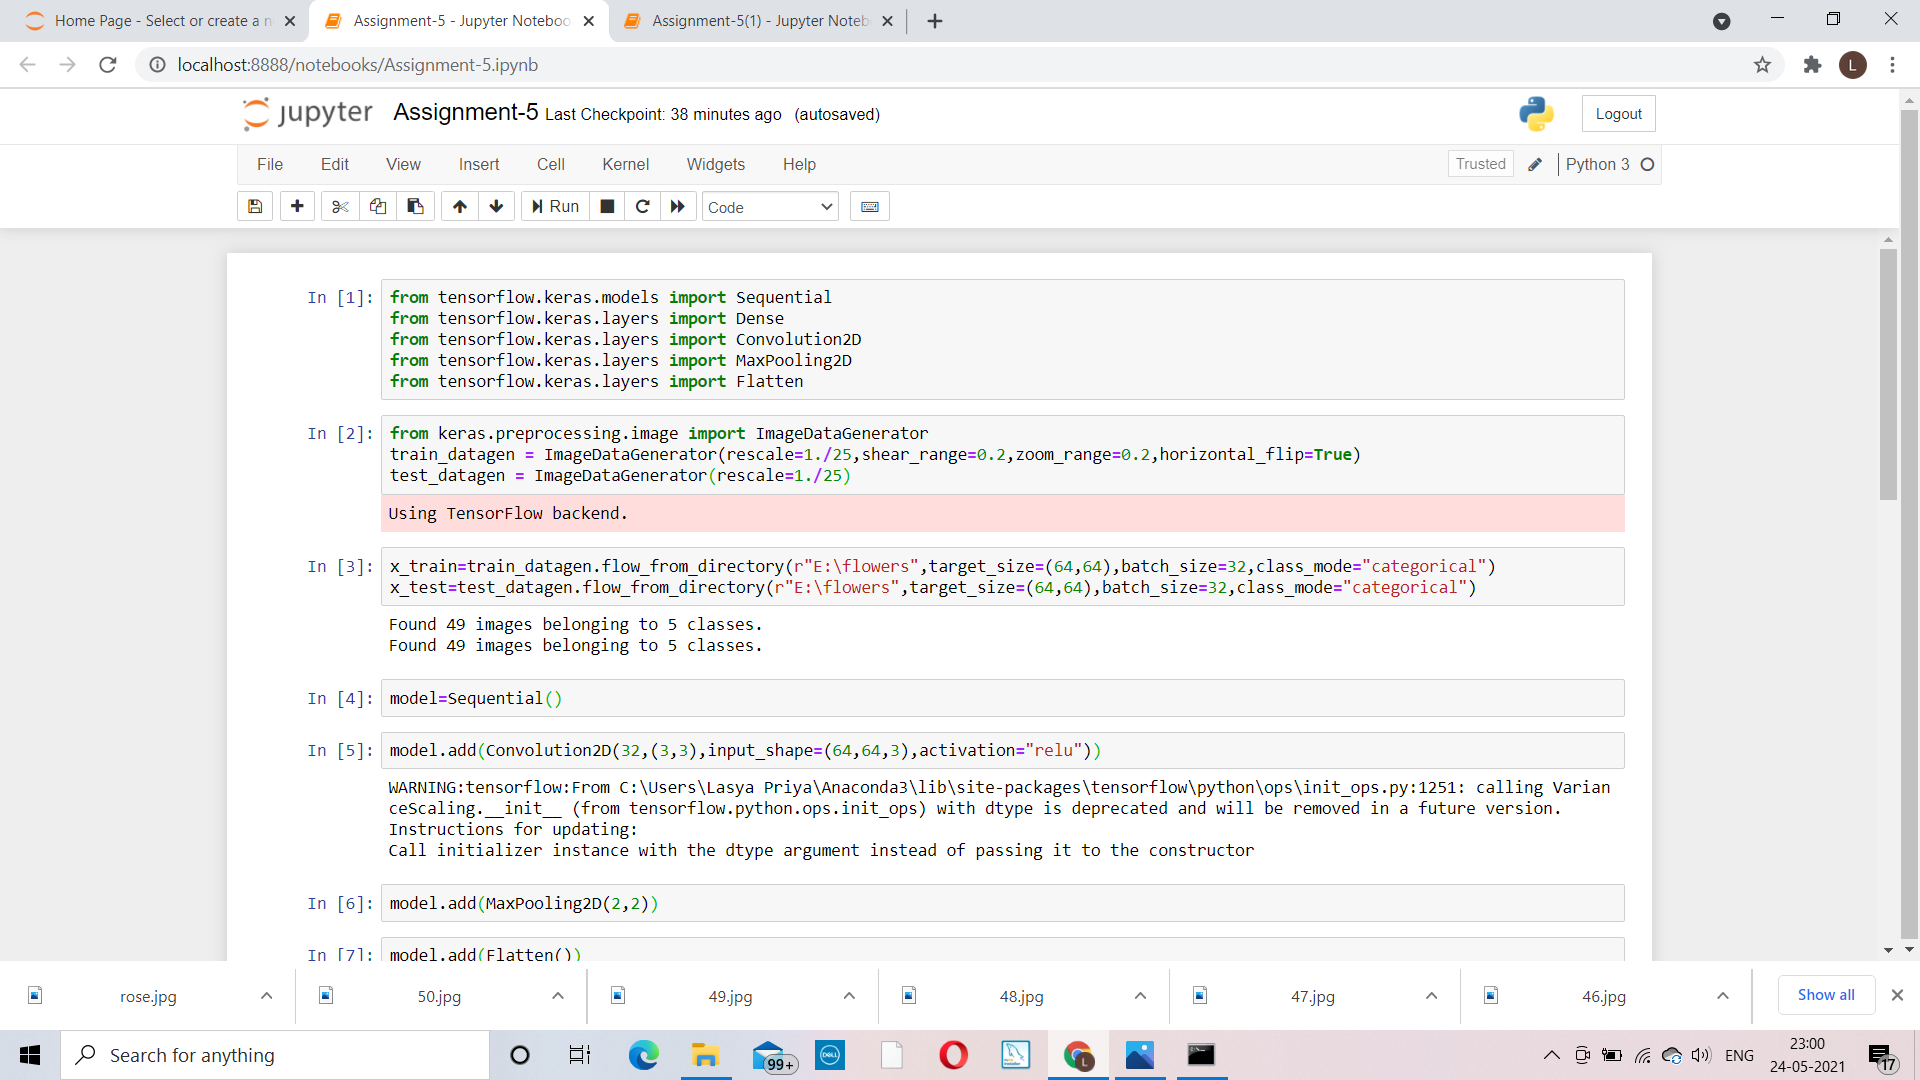 Home Page - Select or create a n
Assignment-5 - Jupyter Noteboo
Assignment-5(1) - Jupyter Noteb
localhost:8888/notebooks/Assignment-5.ipynb
L
jupyter
Assignment-5 Last Checkpoint: 38 minutes ago (autosaved)
Logout
File Edit View Insert Cell Kernel Widgets Help
Trusted
Python 3
Run
Code
In [1]:
from tensorflow.keras.models import Sequential
from tensorflow.keras.layers import Dense
from tensorflow.keras.layers import Convolution2D
from tensorflow.keras.layers import MaxPooling2D
from tensorflow.keras.layers import Flatten
In [2]:
from keras.preprocessing.image import ImageDataGenerator
train_datagen = ImageDataGenerator(rescale=1./25,shear_range=0.2,zoom_range=0.2,horizontal_flip=True)
test_datagen = ImageDataGenerator(rescale=1./25)
Using TensorFlow backend.
In [3]:
x_train=train_datagen.flow_from_directory(r"E:\flowers",target_size=(64,64),batch_size=32,class_mode="categorical")
x_test=test_datagen.flow_from_directory(r"E:\flowers",target_size=(64,64),batch_size=32,class_mode="categorical")
Found 49 images belonging to 5 classes.
Found 49 images belonging to 5 classes.
In [4]:
model=Sequential()
In [5]:
model.add(Convolution2D(32,(3,3),input_shape=(64,64,3),activation="relu"))
WARNING:tensorflow:From C:\Users\Lasya Priya\Anaconda3\lib\site-packages\tensorflow\python\ops\init_ops.py:1251: calling Varian
ceScaling.__init__ (from tensorflow.python.ops.init_ops) with dtype is deprecated and will be removed in a future version.
Instructions for updating:
Call initializer instance with the dtype argument instead of passing it to the constructor
In [6]:
model.add(MaxPooling2D(2,2))
In [7]:
model.add(Flatten())
rose.jpg
50.jpg
49.jpg
48.jpg
47.jpg
46.jpg
Show all
Search for anything
99+
DELL
L
ENG
23:00
24-05-2021
17